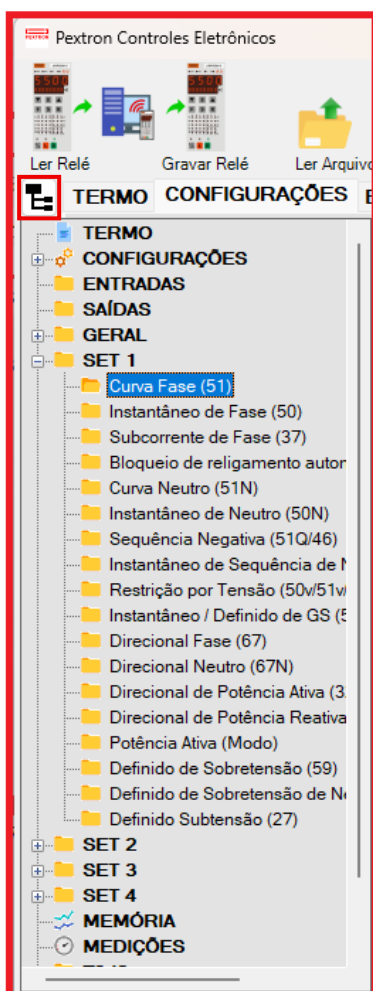 Pextron Controles Eletrônicos
Ler Relé Gravar Relé Ler Arquivo
TERMO CONFIGURAÇÕES
TERMO
CONFIGURAÇÕES
ENTRADAS
SAÍDAS
GERAL
SET 1
Curva Fase (51)
Instantâneo de Fase (50)
Subcorrente de Fase (37)
Bloqueio de religamento autor
Curva Neutro (51N)
Instantâneo de Neutro (50N)
Sequência Negativa (51Q/46)
Instantâneo de Sequência de N
Restrição por Tensão (50v/51v/
Instantâneo / Definido de GS (5
Direcional Fase (67)
Direcional Neutro (67N)
Direcional de Potência Ativa (3
Direcional de Potência Reativa
Potência Ativa (Modo)
Definido de Sobretensão (59)
Definido de Sobretensão de Ne
Definido Subtensão (27)
SET 2
SET 3
SET 4
MEMÓRIA
MEDIÇÕES